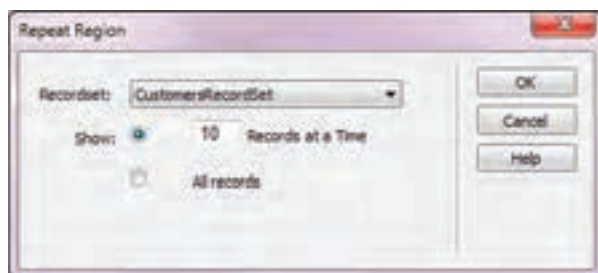 Repeat Region
Recordset: CustomersRecordSet
Show: 10 Records at a Time
All records
OK
Cancel
Help